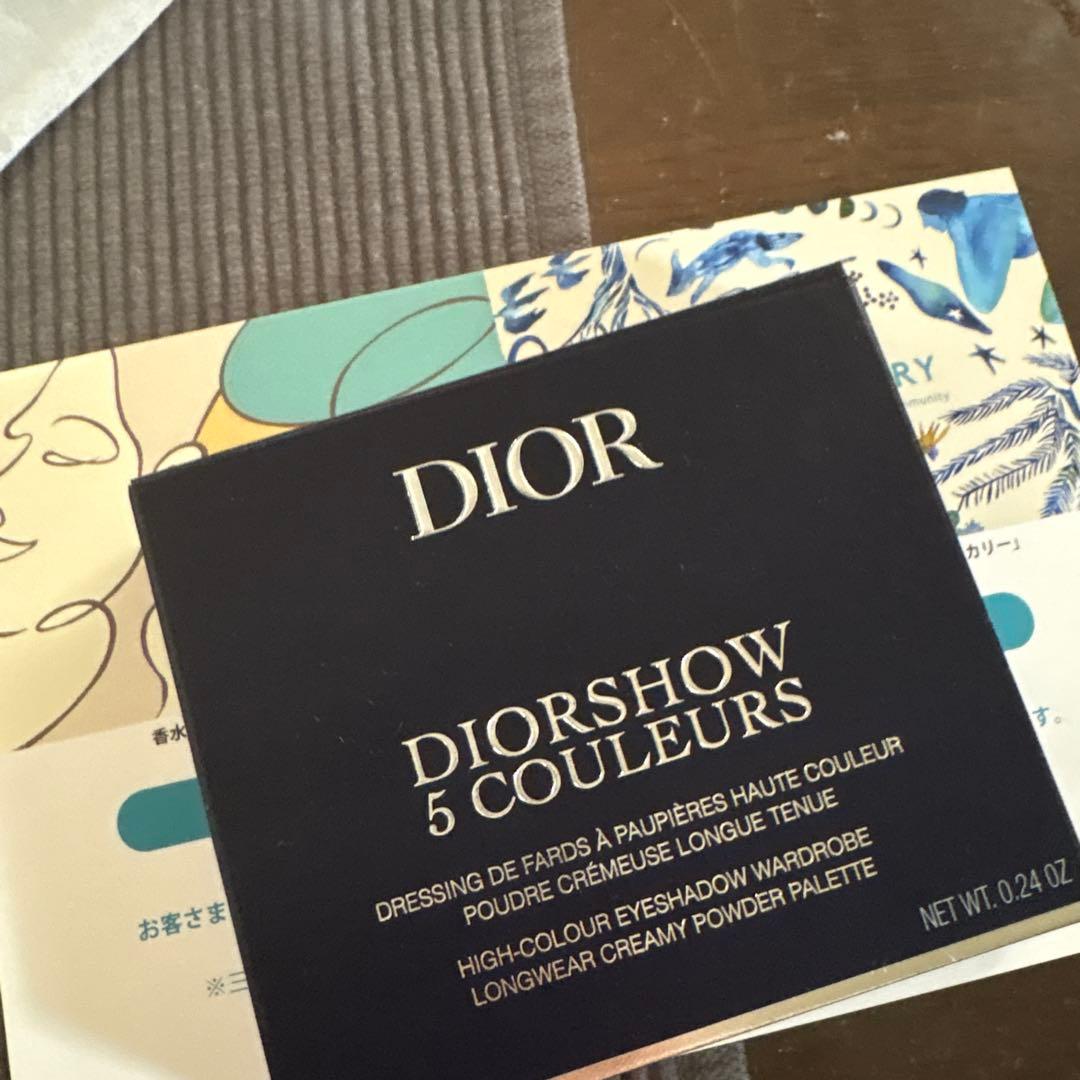 DIOR
DIORSHOW
5 COULEURS
DRESSING DE FARDS À PAUPIÈRES HAUTE COULEUR
POUDRE CRÉMEUSE LONGUE TENUE
HIGH-COLOUR EYESHADOW WARDROBE
LONGWEAR CREAMY POWDER PALETTE
NET WT. 0.24 OZ
RY
munity
カリー」
す。
香水
お客さま
※三